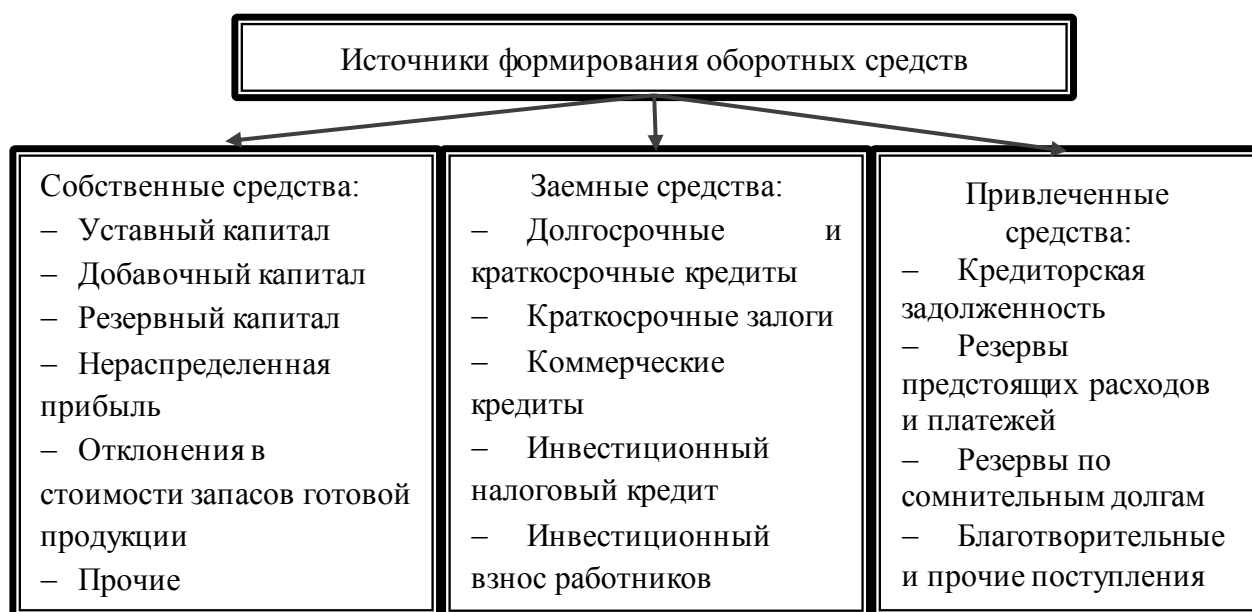 Источники формирования оборотных средств
Собственные средства:
– Уставный капитал
– Добавочный капитал
– Резервный капитал
– Нераспределенная
прибыль
– Отклонения в
стоимости запасов готовой
продукции
– Прочие
Заемные средства:
– Долгосрочные и
краткосрочные кредиты
– Краткосрочные залоги
– Коммерческие
кредиты
– Инвестиционный
налоговый кредит
– Инвестиционный
взнос работников
Привлеченные
средства:
– Кредиторская
задолженность
– Резервы
предстоящих расходов
и платежей
– Резервы по
сомнительным долгам
– Благотворительные
и прочие поступления